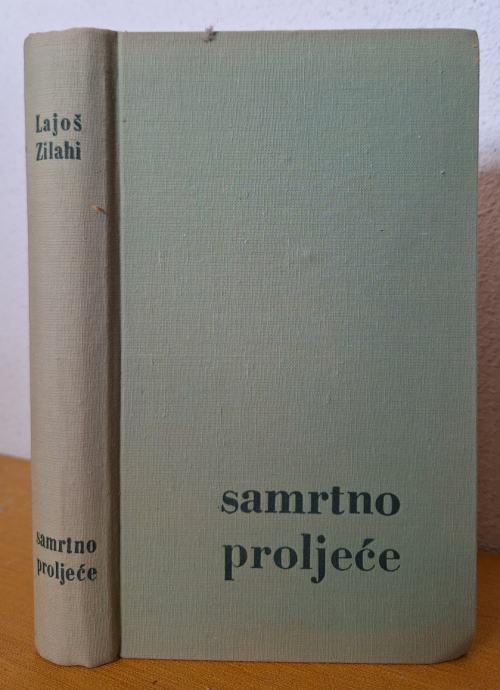 Lajoš
Zilahi
samrtno
proljeće
samrtno
proljeće